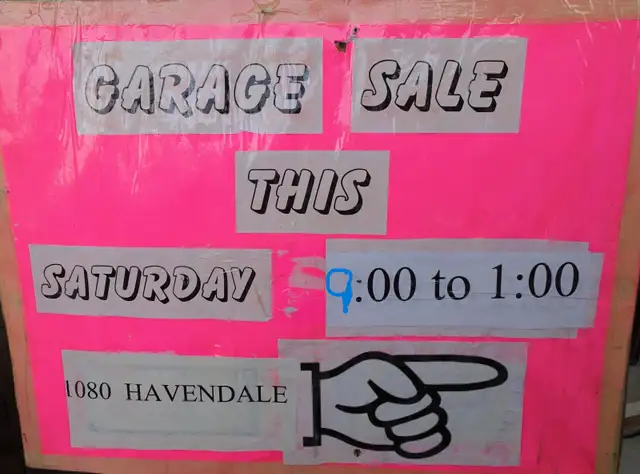 GARAGE SALE
THIS
SATURDAY 9:00 to 1:00
1080 HAVENDALE